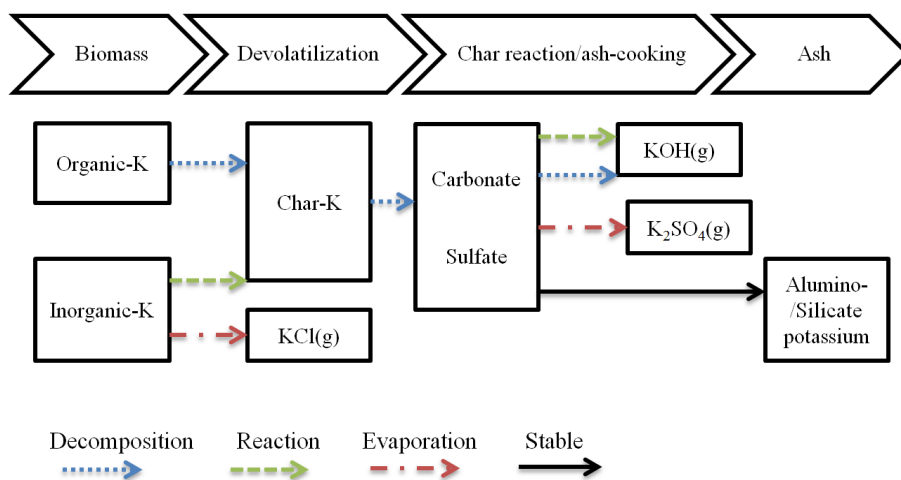 Biomass
Devolatilization
Char reaction/ash-cooking
Ash
Organic-K
Char-K
Carbonate
Sulfate
KOH(g)
K₂SO₄(g)
Inorganic-K
KCl(g)
Alumino-
/Silicate
potassium
Decomposition
Reaction
Evaporation
Stable